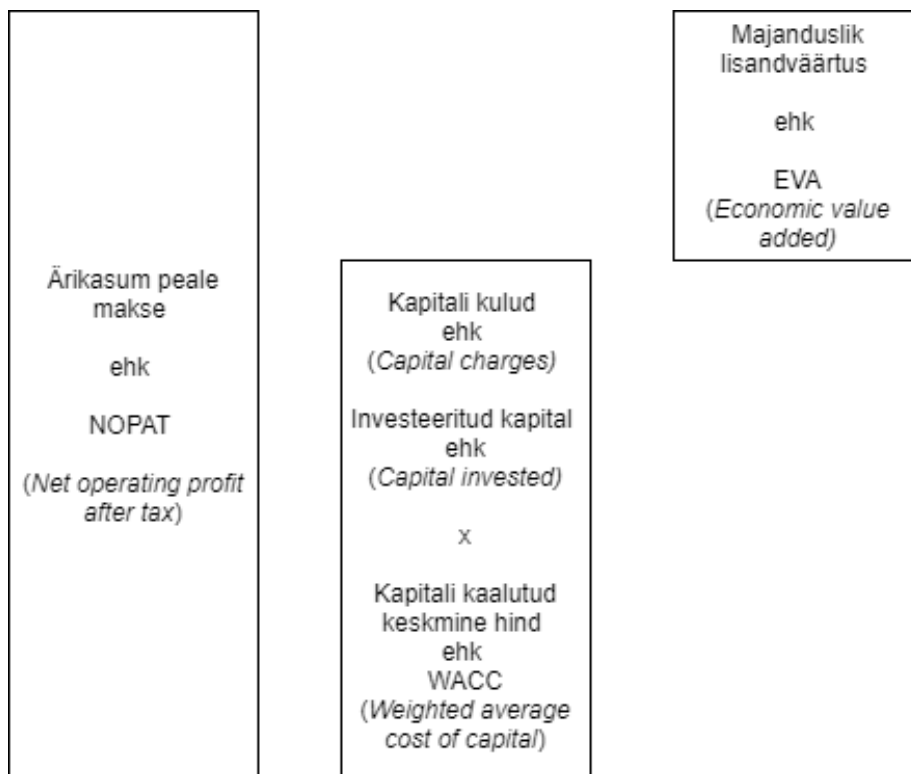 Ärikasum peale
makse
ehk
NOPAT
(Net operating profit
after tax)
Kapitali kulud
ehk
(Capital charges)
Investeeritud kapital
ehk
(Capital invested)
x
Kapitali kaalutud
keskmine hind
ehk
WACC
(Weighted average
cost of capital)
Majanduslik
lisandväärtus
ehk
EVA
(Economic value
added)